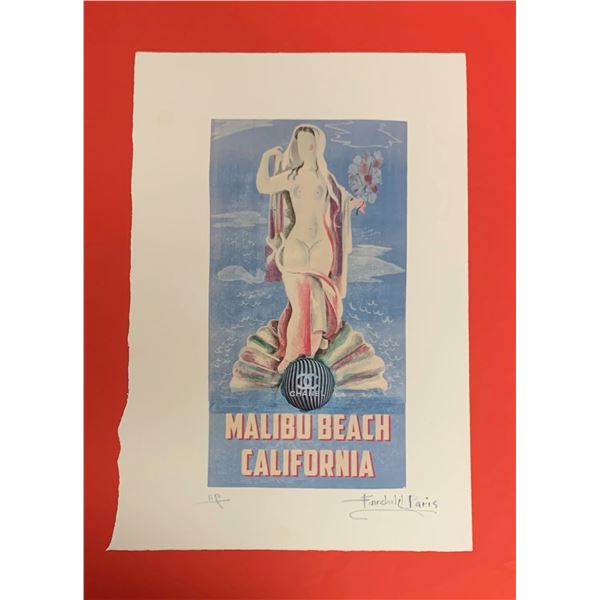 CHANEL
MALIBU BEACH
CALIFORNIA
Fairchild Paris